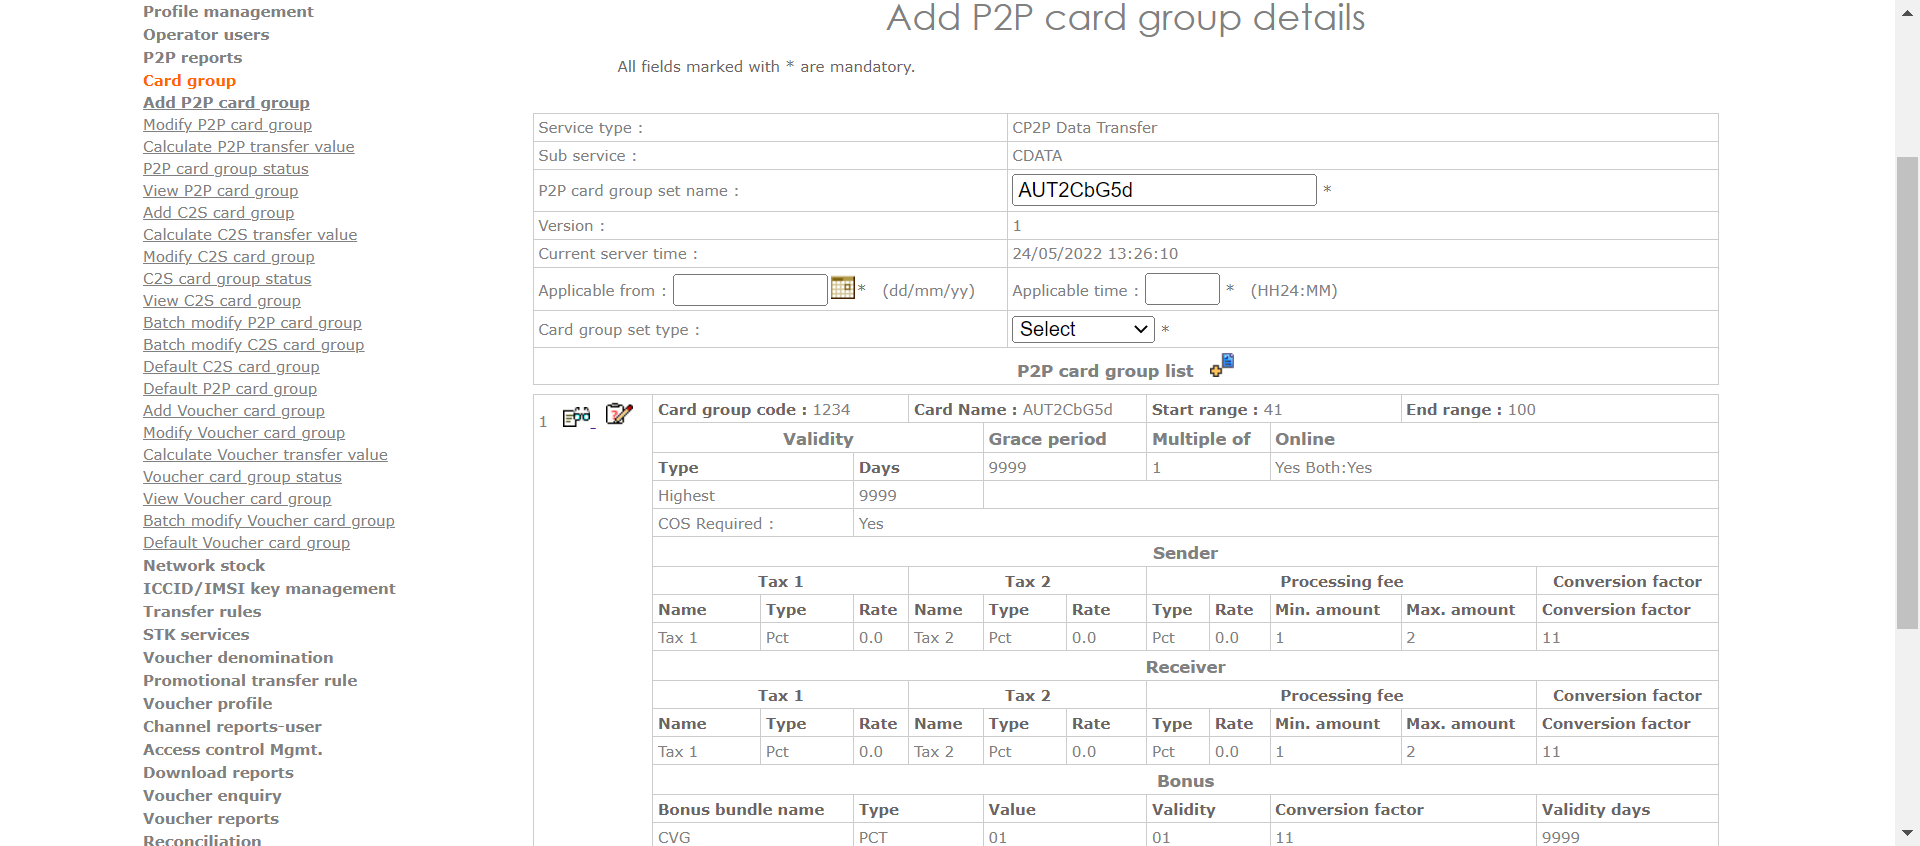 Profile management
Operator users
P2P reports
Card group
Add P2P card group
Modify P2P card group
Calculate P2P transfer value
P2P card group status
View P2P card group
Add C2S card group
Calculate C2S transfer value
Modify C2S card group
C2S card group status
View C2S card group
Batch modify P2P card group
Batch modify C2S card group
Default C2S card group
Default P2P card group
Add Voucher card group
Modify Voucher card group
Calculate Voucher transfer value
Voucher card group status
View Voucher card group
Batch modify Voucher card group
Default Voucher card group
Network stock
ICCID/IMSI key management
Transfer rules
STK services
Voucher denomination
Promotional transfer rule
Voucher profile
Channel reports-user
Access control Mgmt.
Download reports
Voucher enquiry
Voucher reports
Reconciliation
Add P2P card group details
All fields marked with * are mandatory.
Service type : CP2P Data Transfer
Sub service : CDATA
P2P card group set name : AUT2CbG5d *
Version : 1
Current server time : 24/05/2022 13:26:10
Applicable from : * (dd/mm/yy) Applicable time : * (HH24:MM)
Card group set type : Select *
P2P card group list
1 Card group code : 1234 Card Name : AUT2CbG5d Start range : 41 End range : 100
Validity Grace period Multiple of Online
Type Days 9999 1 Yes Both:Yes
Highest 9999
COS Required : Yes
Sender
Tax 1 Tax 2 Processing fee Conversion factor
Name Type Rate Name Type Rate Type Rate Min. amount Max. amount Conversion factor
Tax 1 Pct 0.0 Tax 2 Pct 0.0 Pct 0.0 1 2 11
Receiver
Tax 1 Tax 2 Processing fee Conversion factor
Name Type Rate Name Type Rate Type Rate Min. amount Max. amount Conversion factor
Tax 1 Pct 0.0 Tax 2 Pct 0.0 Pct 0.0 1 2 11
Bonus
Bonus bundle name Type Value Validity Conversion factor Validity days
CVG PCT 01 01 11 9999